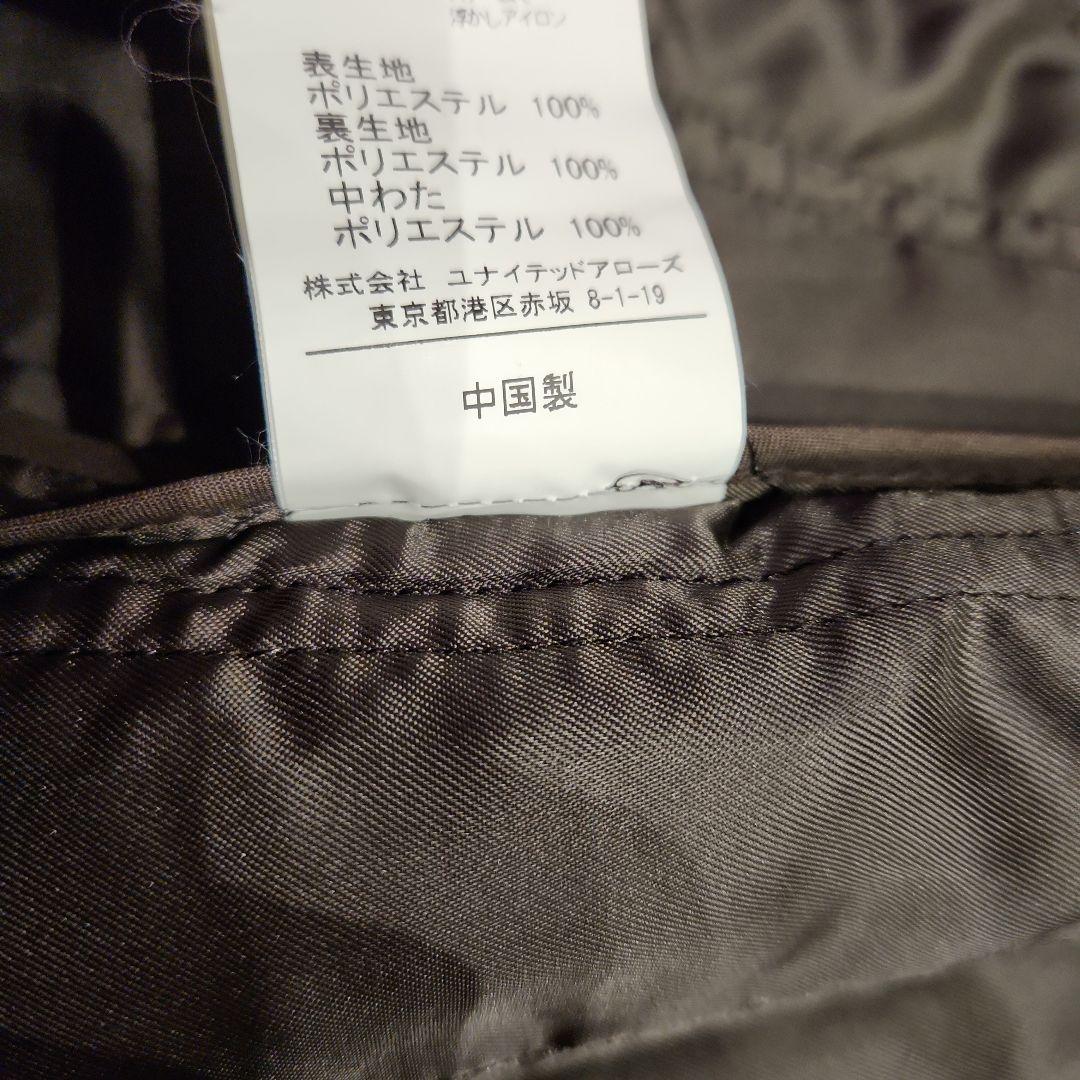 浮かしアイロン
表生地
ポリエステル 100%
裏生地
ポリエステル 100%
中わた
ポリエステル 100%
株式会社 ユナイテッドアローズ
東京都港区赤坂 8-1-19
中国製